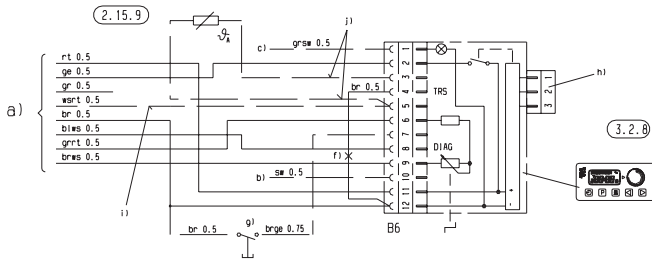 2.15.9
ϑA
j)
c) grsw 0.5
a)
rt 0.5
ge 0.5
gr 0.5
wsrt 0.5
br 0.5
blws 0.5
grrt 0.5
brws 0.5
br 0.5
f)
b) sw 0.5
i)
g)
br 0.5
brge 0.75
1
2
3
4
5
6
7
8
9
10
11
12
B6
TRS
DIAG
+
-
1
2
3
h)
3.2.8
P